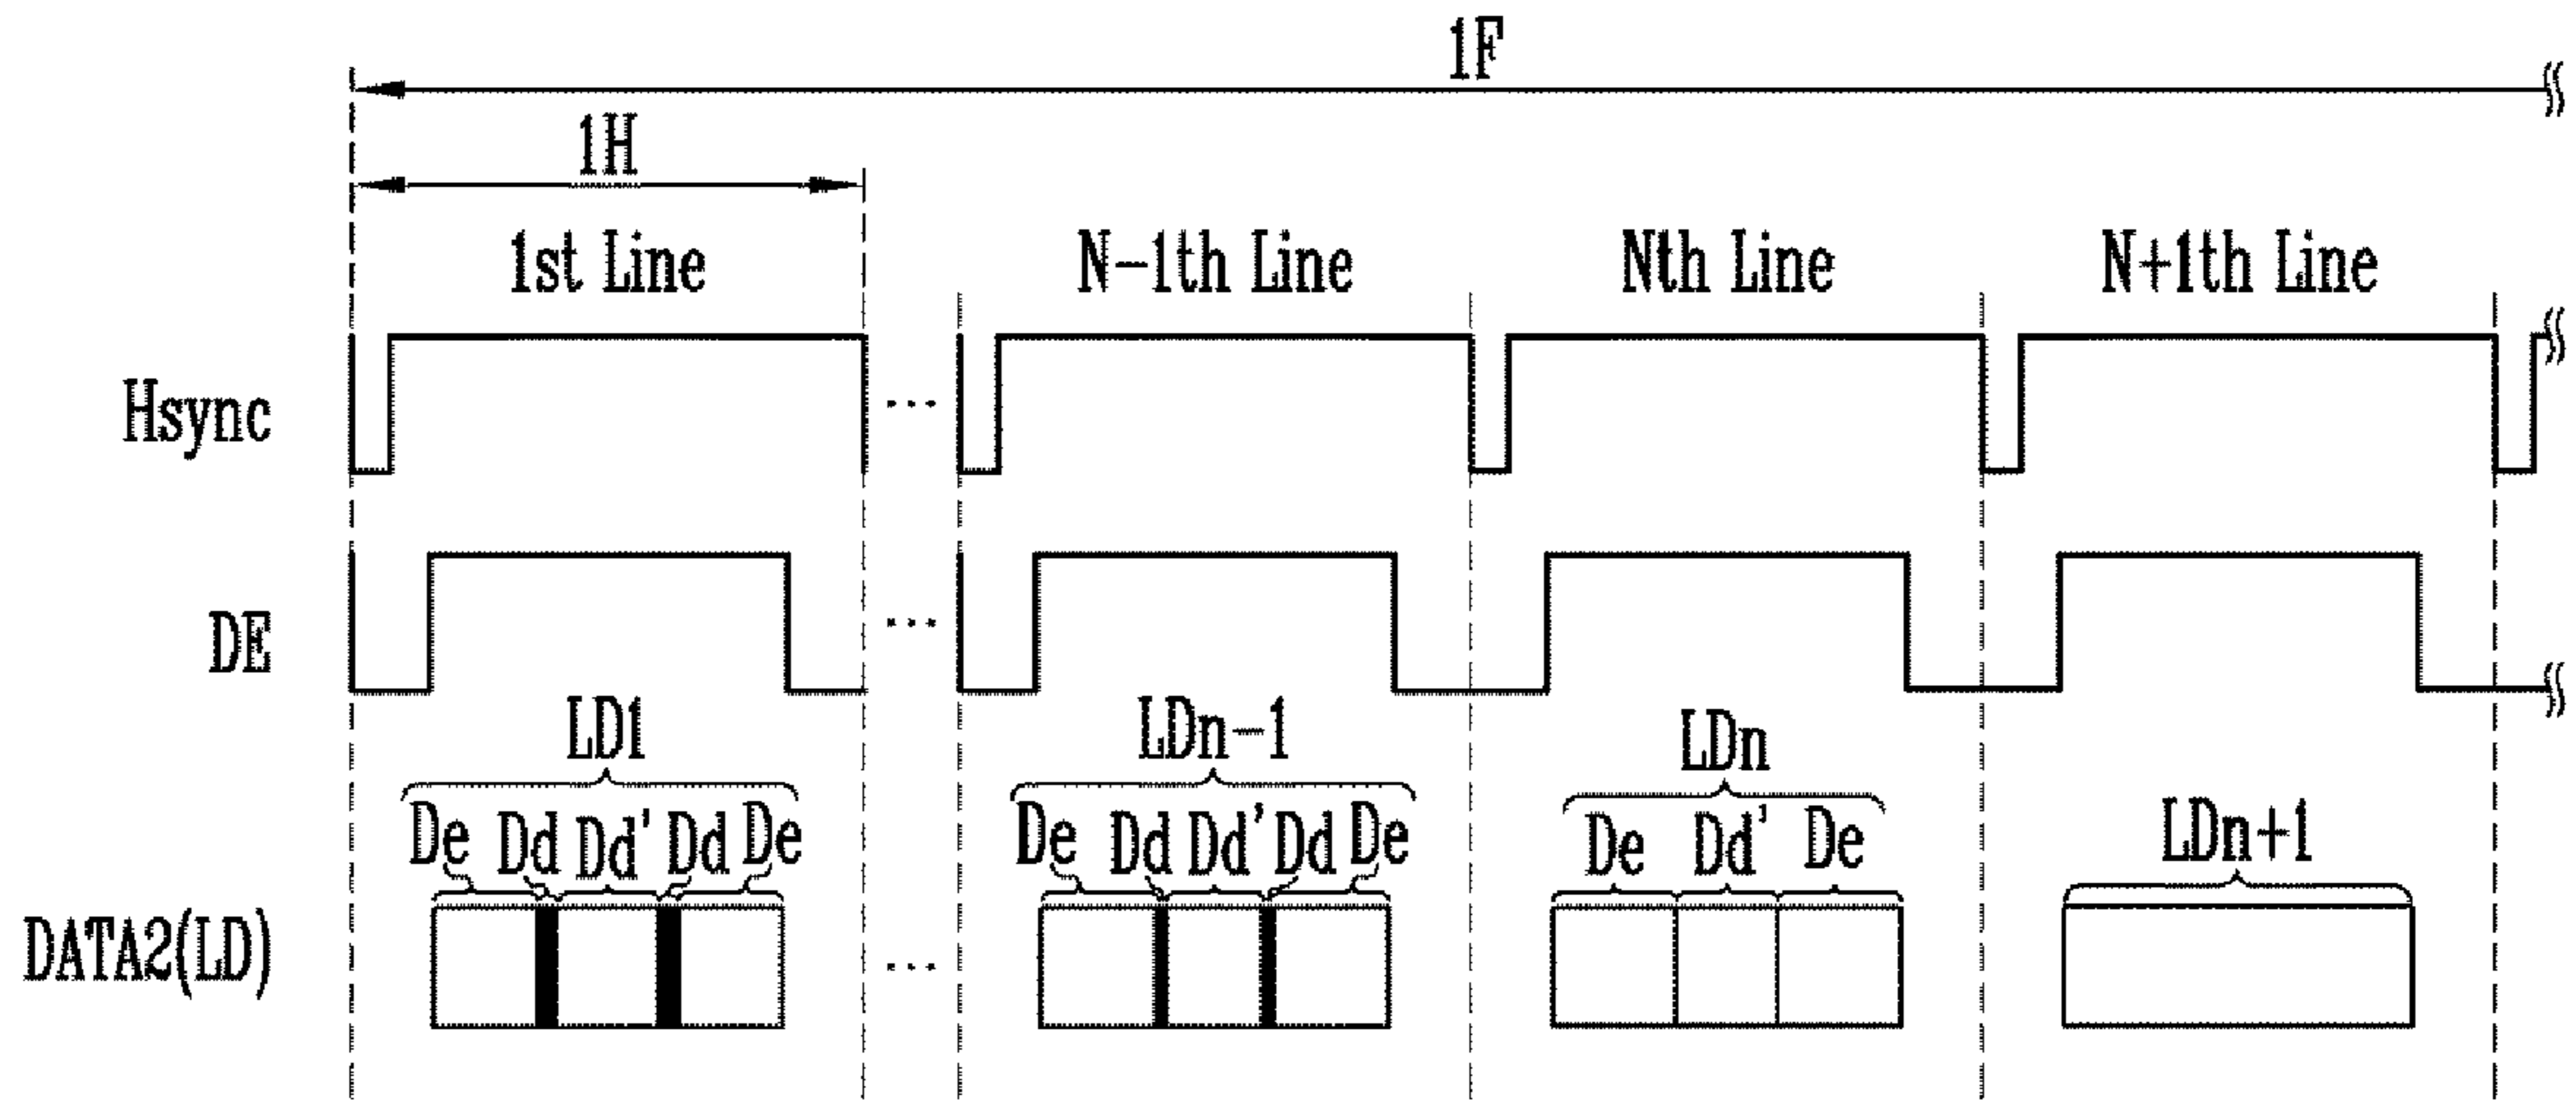 1F
1H
1st Line N-1th Line Nth Line N+1th Line
Hsync ... ...
DE ... 
LD1 LDn-1 LDn LDn+1
De Dd Dd' Dd De De Dd Dd' Dd De De Dd' De
DATA2(LD) ...